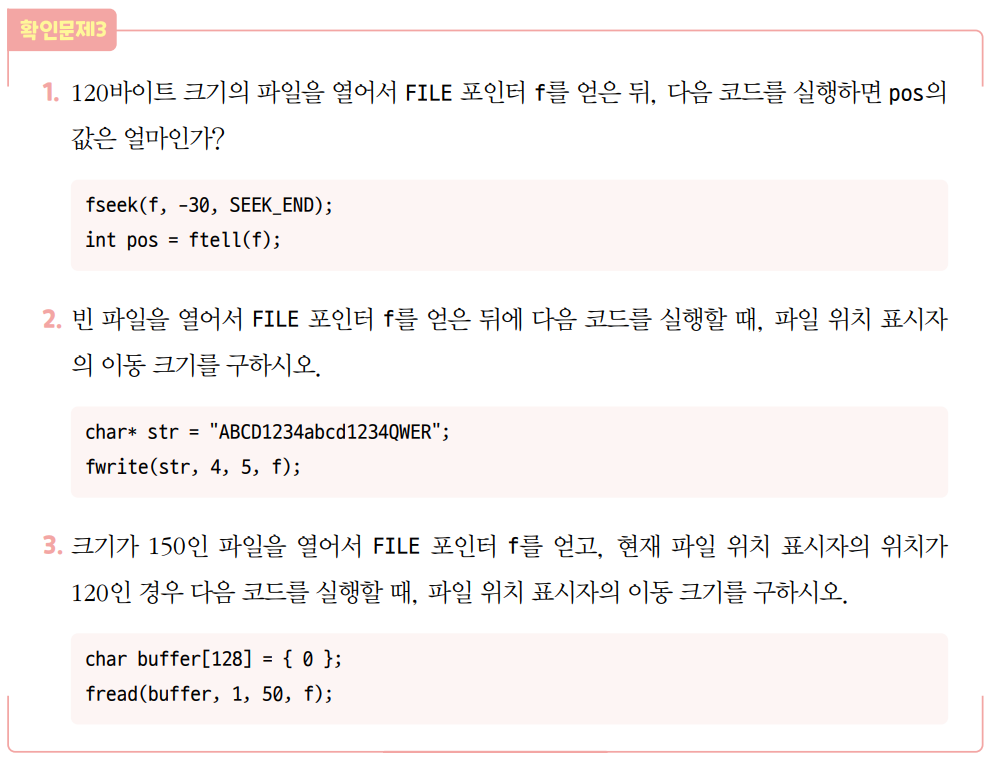 확인문제3
1. 120바이트 크기의 파일을 열어서 FILE 포인터 f를 얻은 뒤, 다음 코드를 실행하면 pos의
값은 얼마인가?
fseek(f, -30, SEEK_END);
int pos = ftell(f);
2. 빈 파일을 열어서 FILE 포인터 f를 얻은 뒤에 다음 코드를 실행할 때, 파일 위치 표시자
의 이동 크기를 구하시오.
char* str = "ABCD1234abcd1234QWER";
fwrite(str, 4, 5, f);
3. 크기가 150인 파일을 열어서 FILE 포인터 f를 얻고, 현재 파일 위치 표시자의 위치가
120인 경우 다음 코드를 실행할 때, 파일 위치 표시자의 이동 크기를 구하시오.
char buffer[128] = { 0 };
fread(buffer, 1, 50, f);